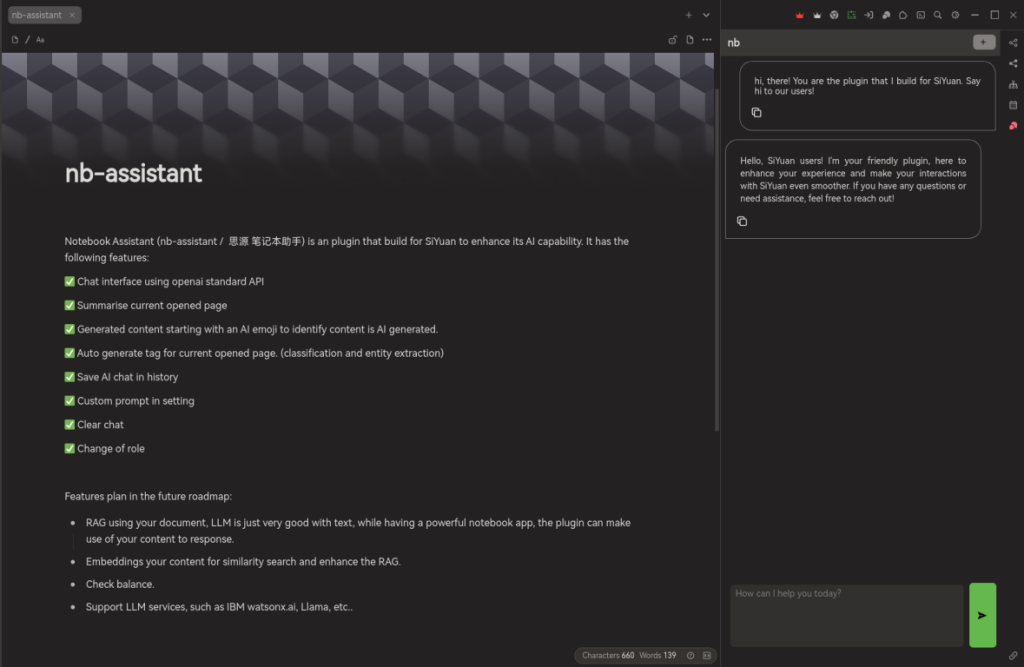 nb-assistant
Aa
nb-assistant
Notebook Assistant (nb-assistant / 思源 笔记本助手) is an plugin that build for SiYuan to enhance its AI capability. It has the
following features:
✅ Chat interface using openai standard API
✅ Summarise current opened page
✅ Generated content starting with an AI emoji to identify content is AI generated.
✅ Auto generate tag for current opened page. (classification and entity extraction)
✅ Save AI chat in history
✅ Custom prompt in setting
✅ Clear chat
✅ Change of role
Features plan in the future roadmap:
• RAG using your document, LLM is just very good with text, while having a powerful notebook app, the plugin can make
use of your content to response.
• Embeddings your content for similarity search and enhance the RAG.
• Check balance.
• Support LLM services, such as IBM watsonx.ai, Llama, etc..
Characters 660 Words 139
nb
+
hi, there! You are the plugin that I build for SiYuan. Say
hi to our users!
Hello, SiYuan users! I'm your friendly plugin, here to
enhance your experience and make your interactions
with SiYuan even smoother. If you have any questions or
need assistance, feel free to reach out!
How can I help you today?